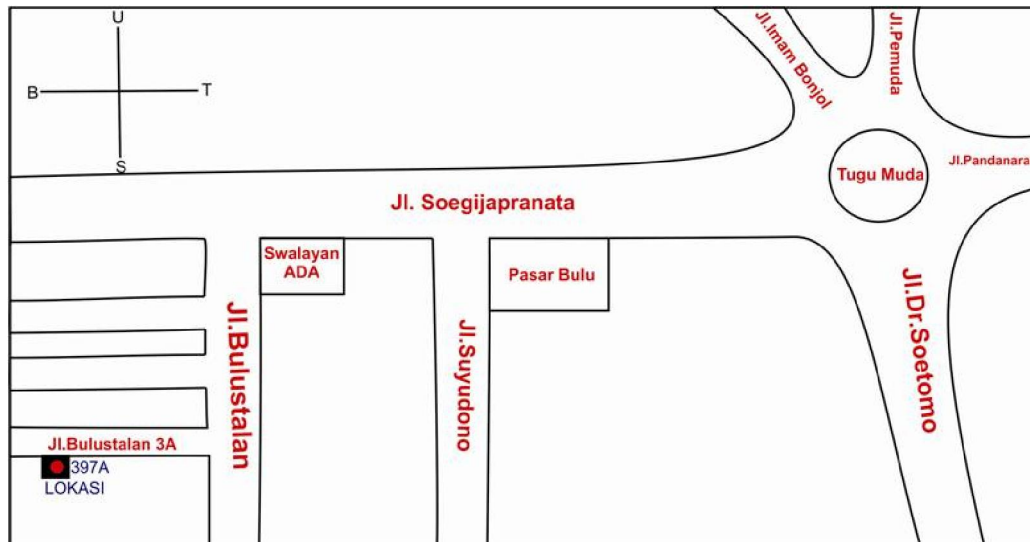 U
B
T
S
Jl.Imam Bonjol
Jl.Pemuda
Jl.Pandanara
Tugu Muda
Jl. Soegijapranata
Swalayan
ADA
Pasar Bulu
Jl.Bulustalan
Jl.Suyudono
Jl.Dr.Soetomo
Jl.Bulustalan 3A
397A
LOKASI